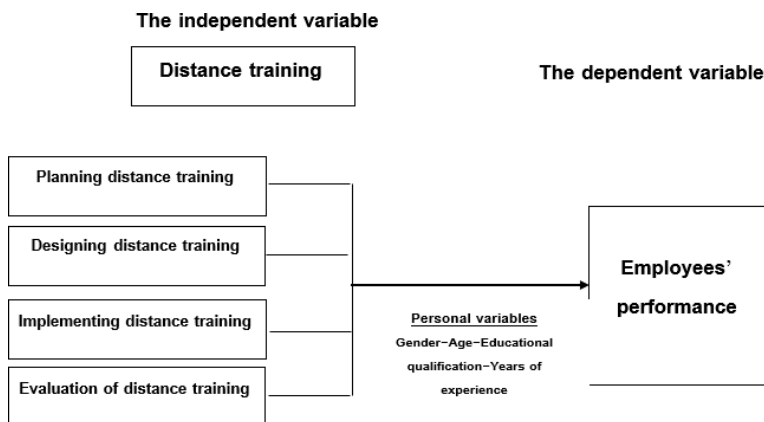 The independent variable
Distance training
The dependent variable
Planning distance training
Designing distance training
Implementing distance training
Evaluation of distance training
Personal variables
Gender-Age-Educational
qualification-Years of
experience
Employees’
performance